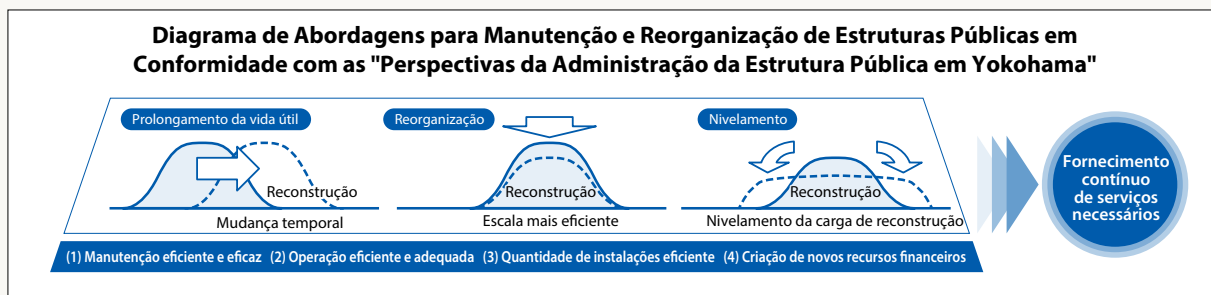 Diagrama de Abordagens para Manutenção e Reorganização de Estruturas Públicas em
Conformidade com as "Perspectivas da Administração da Estrutura Pública em Yokohama"
Prolongamento da vida útil
Reconstrução
Mudança temporal
Reorganização
Reconstrução
Escala mais eficiente
Nivelamento
Reconstrução
Nivelamento da carga de reconstrução
(1) Manutenção eficiente e eficaz (2) Operação eficiente e adequada (3) Quantidade de instalações eficiente (4) Criação de novos recursos financeiros
Fornecimento
contínuo
de serviços
necessários